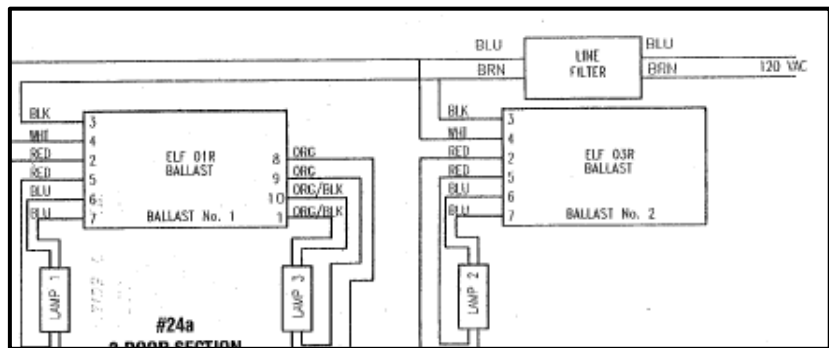 BLU LINE FILTER BLU
BRN BRN 120 VAC
BLK 3
WHT 4
RED 2
RED 5
BLU 6
BLU 7
ELF 01R
BALLAST
BALLAST No. 1
8 ORG
9 ORG
10 ORG/BLK
1 ORG/BLK
BLK 3
WHT 4
RED 2
RED 5
BLU 6
BLU 7
ELF 03R
BALLAST
BALLAST No. 2
LAMP 1
LAMP 3
LAMP 2
#24a
2-DOOR SECTION